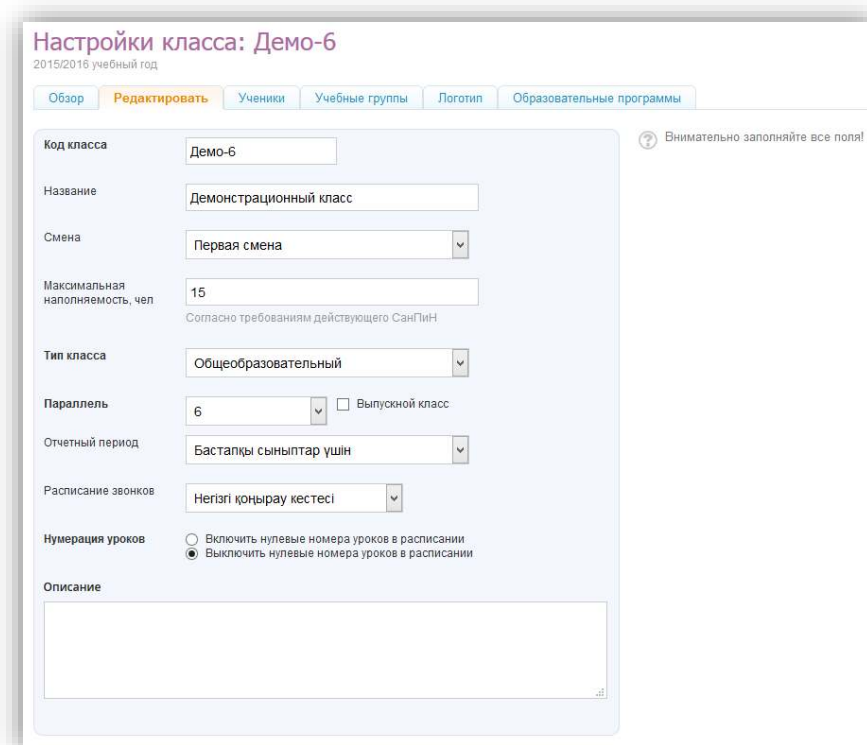 Настройки класса: Демо-6
2015/2016 учебный год
Обзор Редактировать Ученики Учебные группы Логотип Образовательные программы
Код класса Демо-6
Внимательно заполняйте все поля!
Название Демонстрационный класс
Смена Первая смена
Максимальная наполняемость, чел 15
Согласно требованиям действующего СанПиН
Тип класса Общеобразовательный
Параллель 6 Выпускной класс
Отчетный период Бастапқы сыныптар үшін
Расписание звонков Негізгі қоңырау кестесі
Нумерация уроков Включить нулевые номера уроков в расписании
Выключить нулевые номера уроков в расписании
Описание